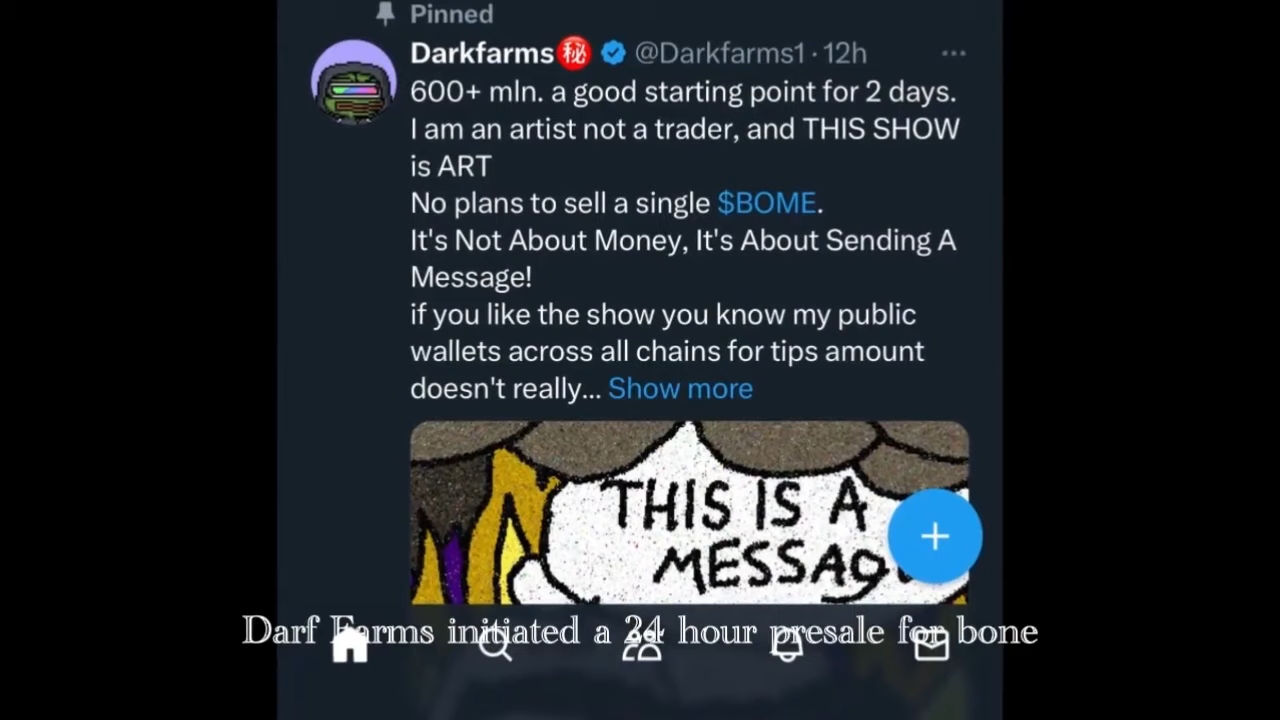 Pinned
Darkfarms㊙ @Darkfarms1 · 12h
600+ mln. a good starting point for 2 days.
I am an artist not a trader, and THIS SHOW
is ART
No plans to sell a single $BOME.
It's Not About Money, It's About Sending A
Message!
if you like the show you know my public
wallets across all chains for tips amount
doesn't really... Show more
THIS IS A
MESSAG
Darf Farms initiated a 24 hour presale for bone